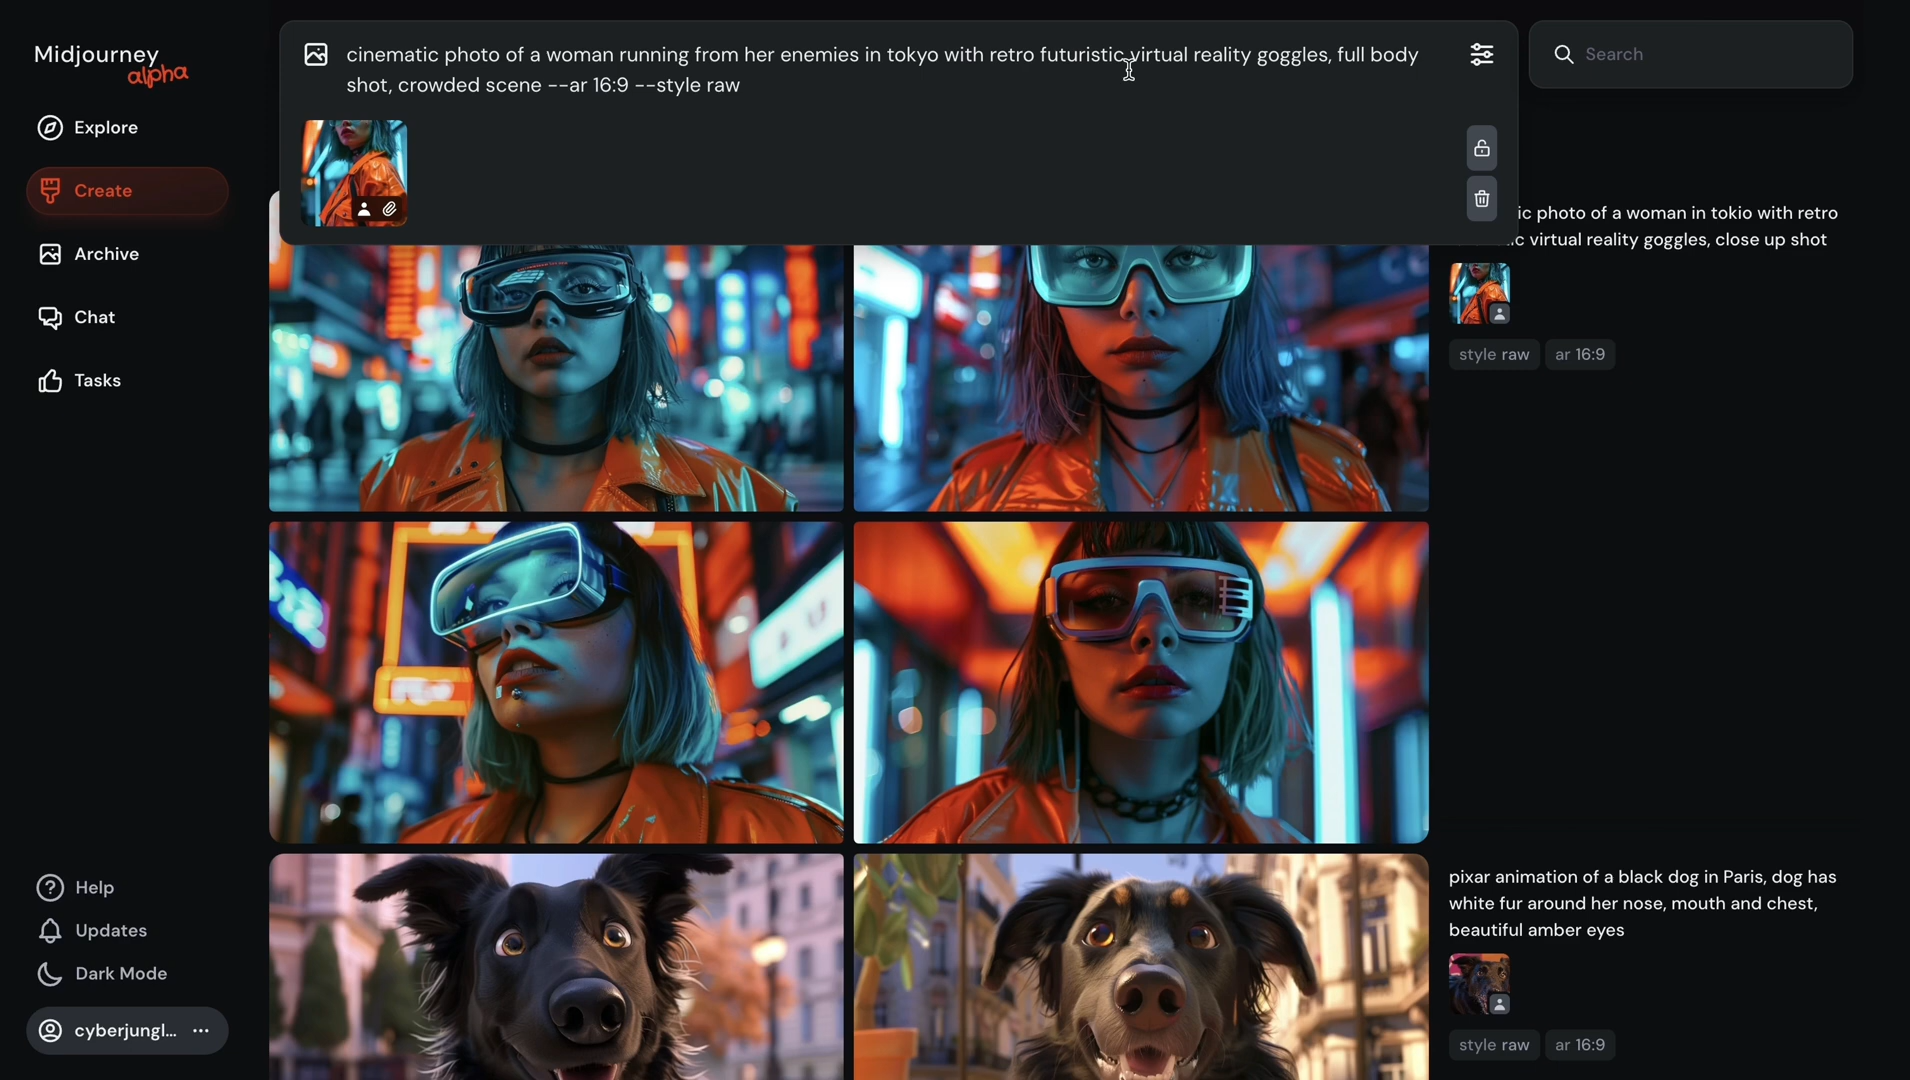 Midjourney
alpha
cinematic photo of a woman running from her enemies in tokyo with retro futuristic virtual reality goggles, full body
shot, crowded scene --ar 16:9 --style raw
Search
Explore
Create
Archive
Chat
Tasks
ic photo of a woman in tokio with retro
ic virtual reality goggles, close up shot
style raw
ar 16:9
pixar animation of a black dog in Paris, dog has
white fur around her nose, mouth and chest,
beautiful amber eyes
style raw
ar 16:9
Help
Updates
Dark Mode
cyberjungl...